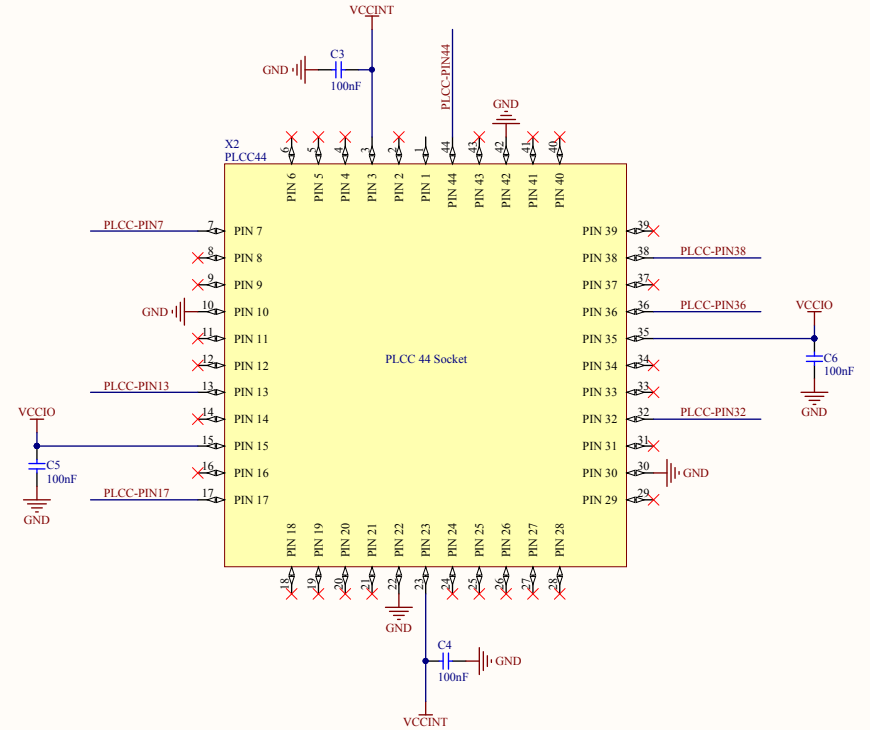 VCCINT
C3
GND
100nF
PLCC-PIN44
GND
X2
PLCC44
6
5
4
3
2
1
44
43
42
41
40
PIN 6
PIN 5
PIN 4
PIN 3
PIN 2
PIN 1
PIN 44
PIN 43
PIN 42
PIN 41
PIN 40
PLCC-PIN7 7 PIN 7
8 PIN 8
9 PIN 9
GND 10 PIN 10
11 PIN 11
12 PIN 12
PLCC-PIN13 13 PIN 13
14 PIN 14
VCCIO
15 PIN 15
C5
100nF
GND
16 PIN 16
PLCC-PIN17 17 PIN 17
PLCC 44 Socket
PIN 39 39
PIN 38 38 PLCC-PIN38
PIN 37 37
PIN 36 36 PLCC-PIN36
VCCIO
PIN 35 35
C6
100nF
GND
PIN 34 34
PIN 33 33
PIN 32 32 PLCC-PIN32
PIN 31 31
PIN 30 30 GND
PIN 29 29
PIN 18
PIN 19
PIN 20
PIN 21
PIN 22
PIN 23
PIN 24
PIN 25
PIN 26
PIN 27
PIN 28
18
19
20
21
22
23
24
25
26
27
28
GND
C4
GND
100nF
VCCINT